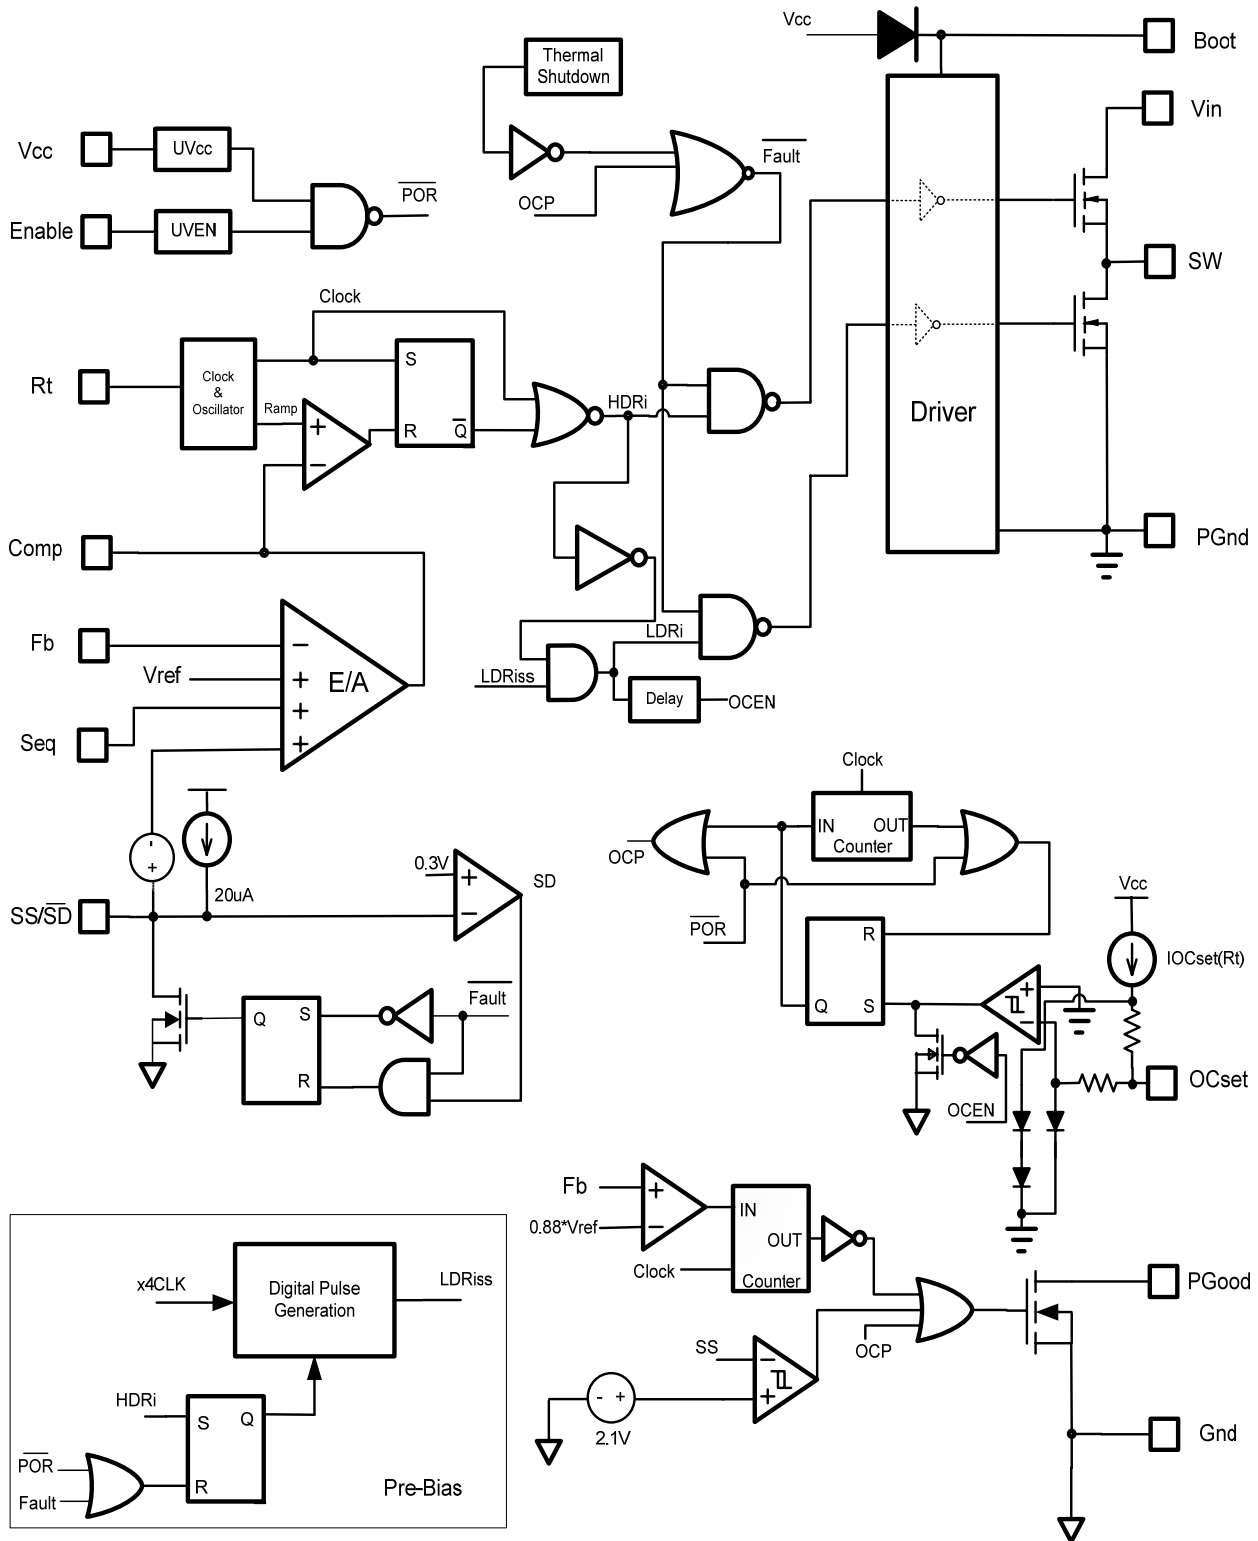 Vcc
Boot
Thermal
Shutdown
Vin
Vcc
UVcc
Fault
POR
OCP
Enable
UVEN
SW
Clock
Rt
Clock
&
Oscillator
Ramp
+
−
S
R
Q
HDRi
Driver
Comp
PGnd
Fb
Vref
Seq
−
+
+
+
E/A
LDRi
LDRiss
Delay
OCEN
Clock
OCP
IN
OUT
Counter
-
+
20uA
0.3V
+
−
SD
SS/SD
POR
Vcc
R
Q
S
+
−
IOCset(Rt)
Q
S
R
Fault
OCEN
OCset
Fb
0.88*Vref
+
−
IN
OUT
Counter
Clock
PGood
x4CLK
Digital Pulse
Generation
LDRiss
SS
−
+
OCP
- +
2.1V
HDRi
S
Q
R
POR
Fault
Pre-Bias
Gnd